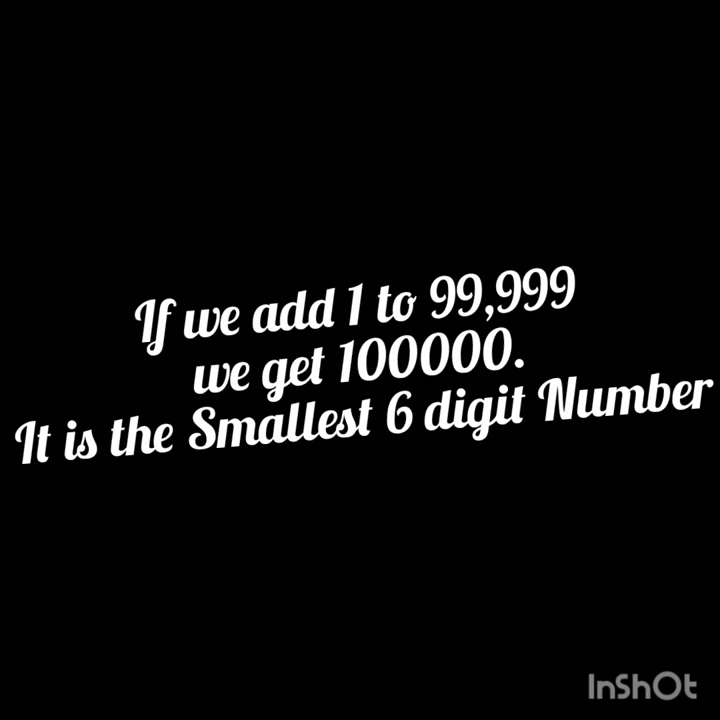 If we add 1 to 99,999
we get 100000.
It is the Smallest 6 digit Number
InShOt